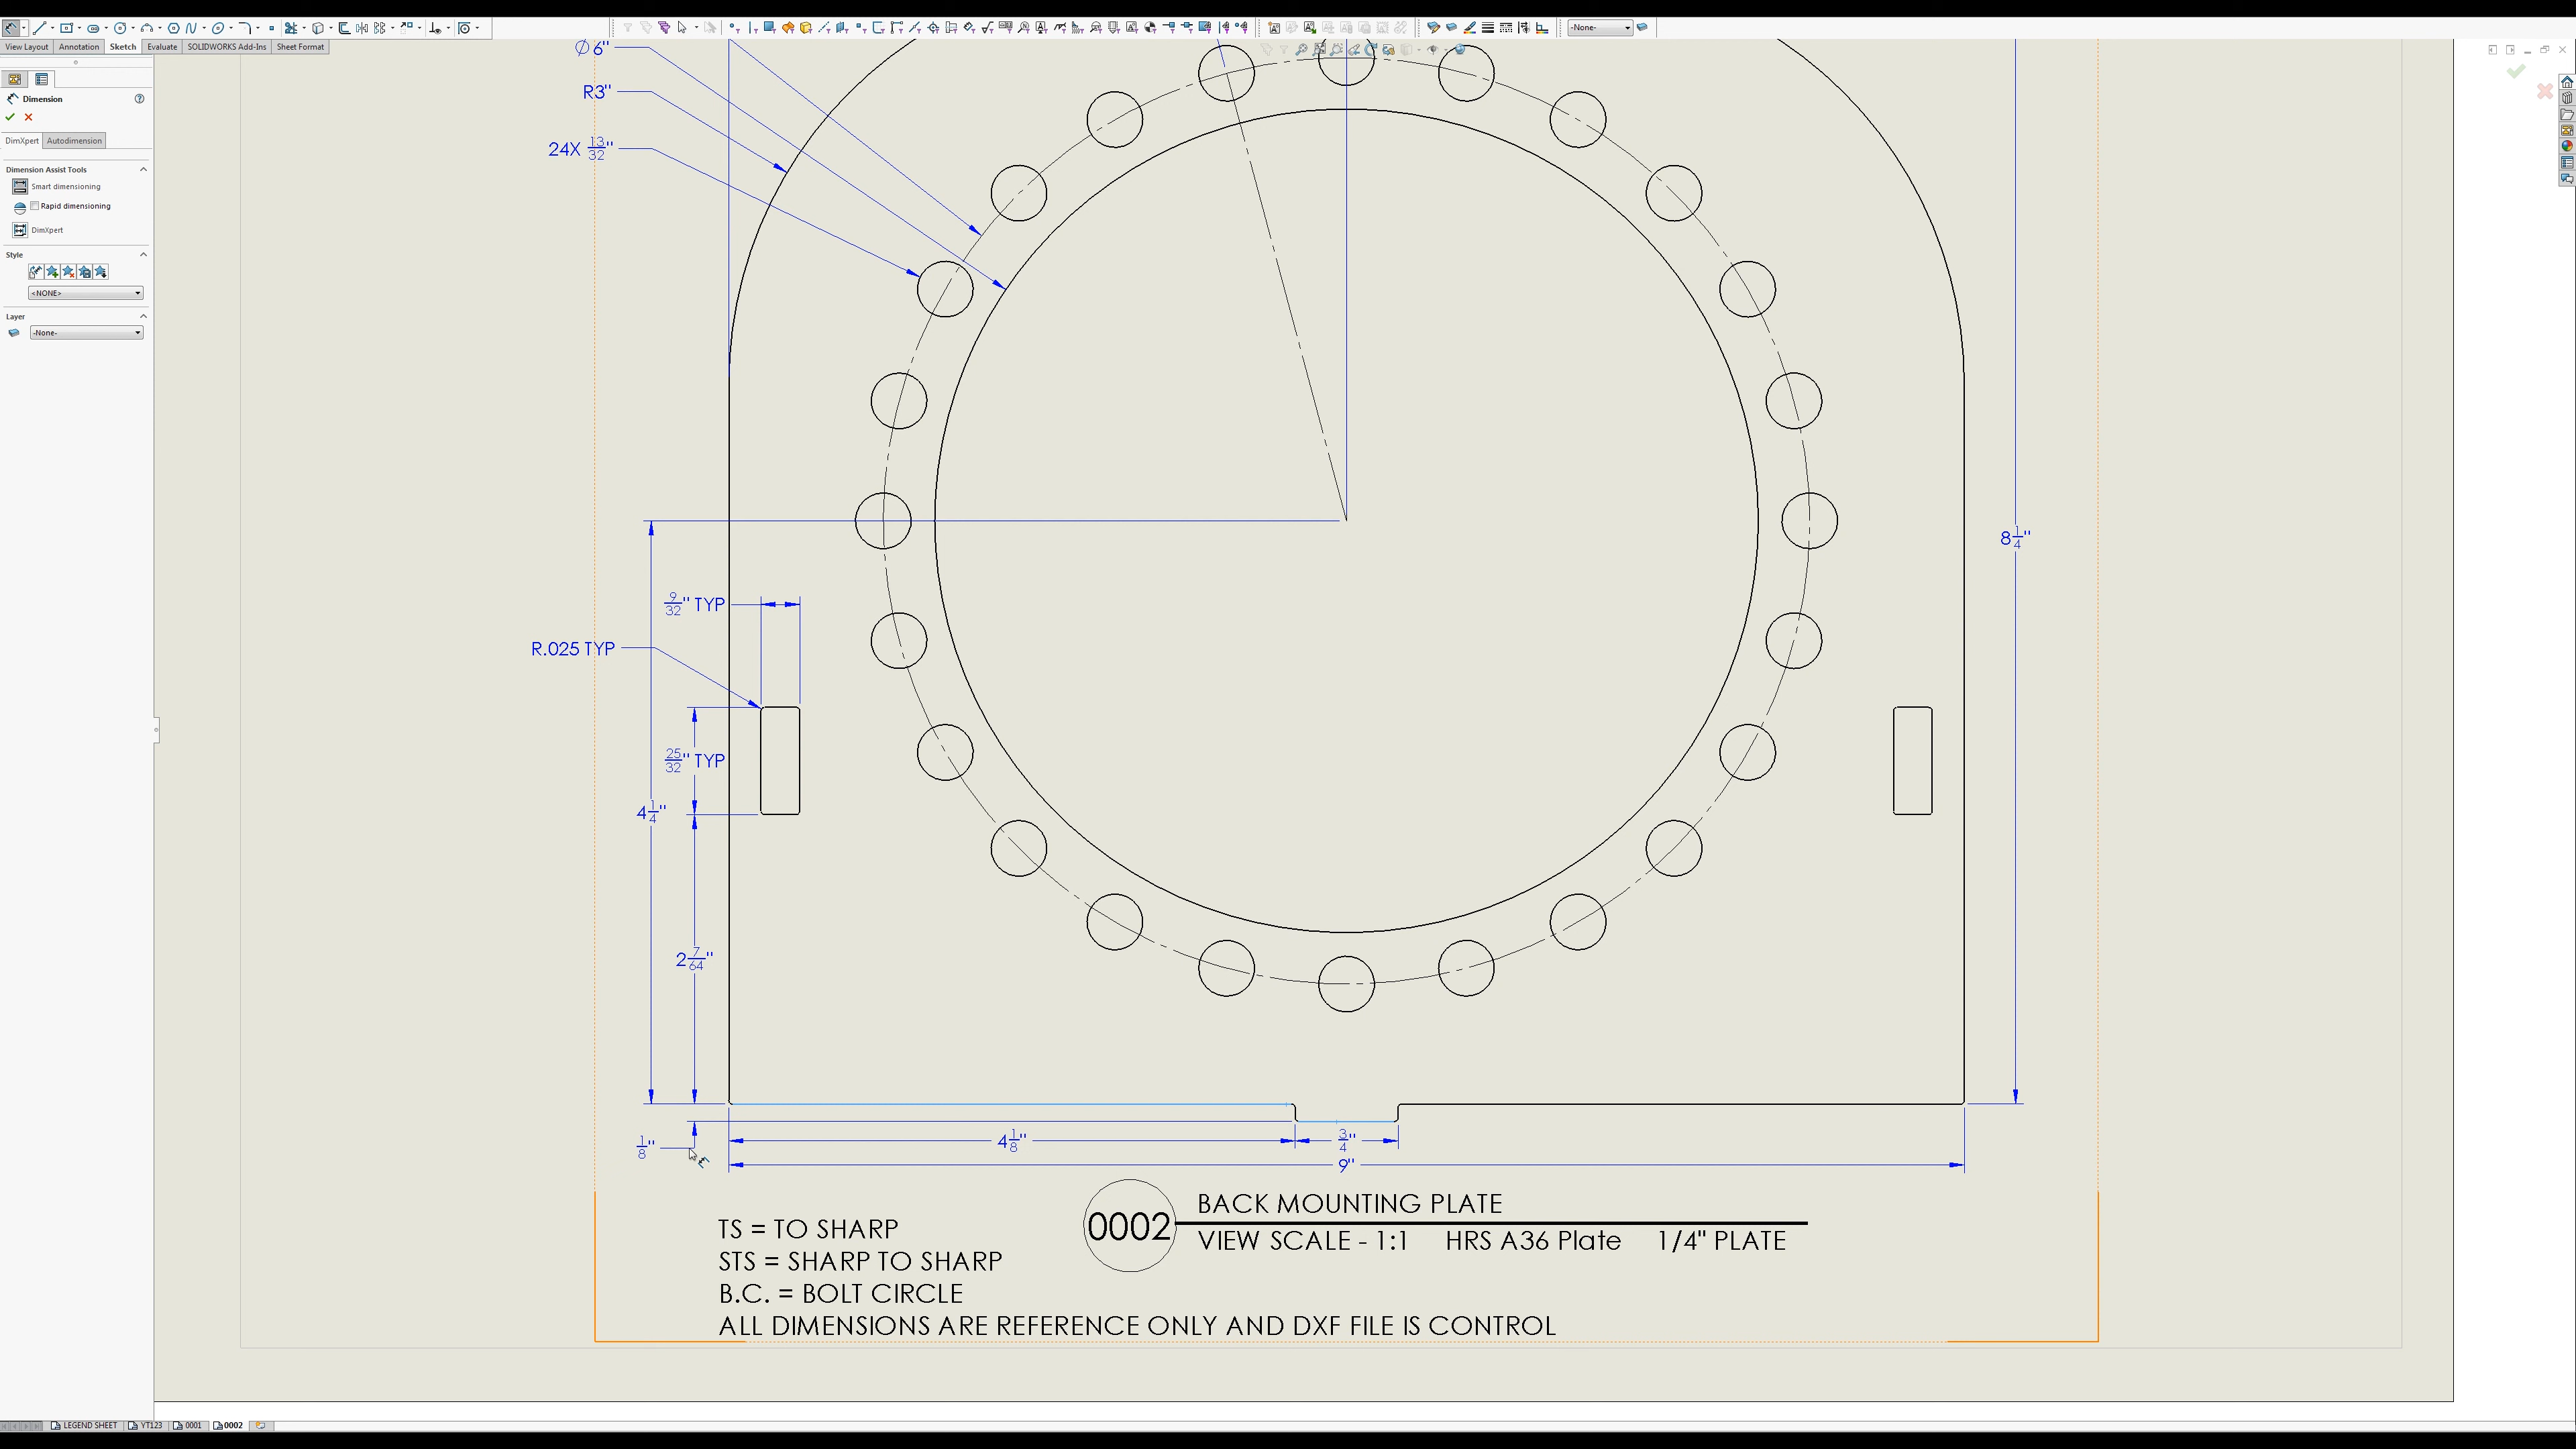 View Layout
Annotation
Sketch
Evaluate
SOLIDWORKS Add-Ins
Sheet Format
-None-
Dimension
DimXpert
Autodimension
Dimension Assist Tools
Smart dimensioning
Rapid dimensioning
DimXpert
Style
<NONE>
Layer
-None-
∅ 6"
R3"
24X 13/32"
8 1/4"
9/32" TYP
R.025 TYP
25/32" TYP
4 1/4"
2 7/64"
1/8"
4 1/8"
3/4"
9"
0002
BACK MOUNTING PLATE
VIEW SCALE - 1:1 HRS A36 Plate 1/4" PLATE
TS = TO SHARP
STS = SHARP TO SHARP
B.C. = BOLT CIRCLE
ALL DIMENSIONS ARE REFERENCE ONLY AND DXF FILE IS CONTROL
LEGEND SHEET
YT123
0001
0002